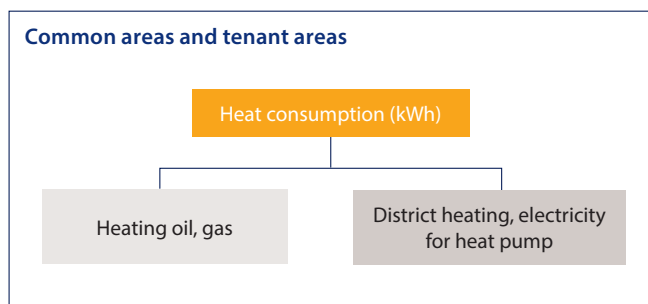 Common areas and tenant areas
Heat consumption (kWh)
Heating oil, gas
District heating, electricity
for heat pump